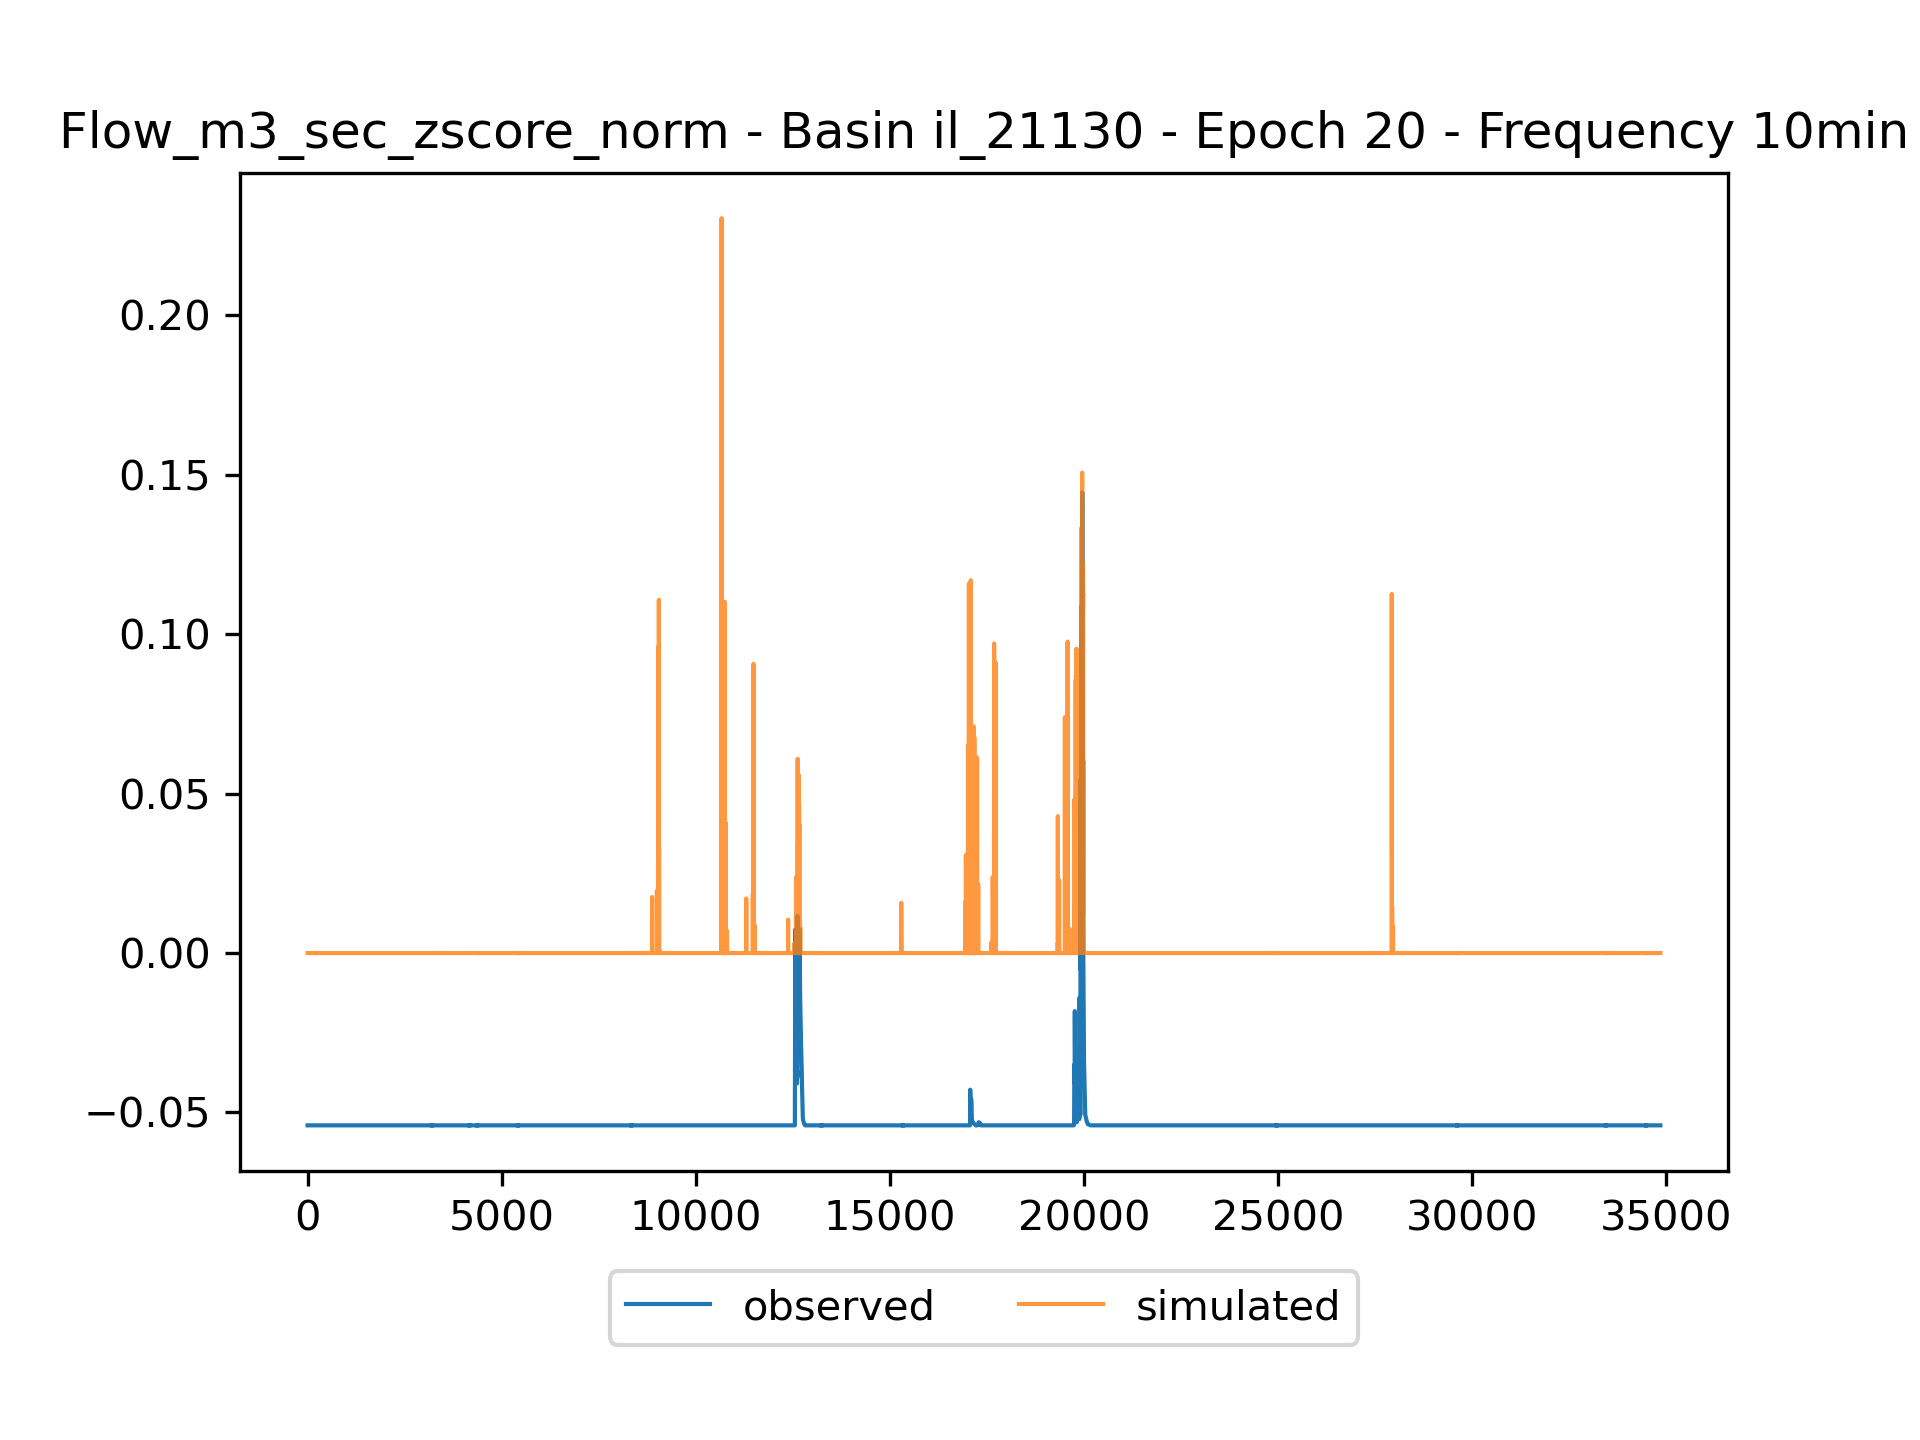 Flow_m3_sec_zscore_norm - Basin il_21130 - Epoch 20 - Frequency 10min
0.20
0.15
0.10
0.05
0.00
−0.05
0 5000 10000 15000 20000 25000 30000 35000
observed simulated